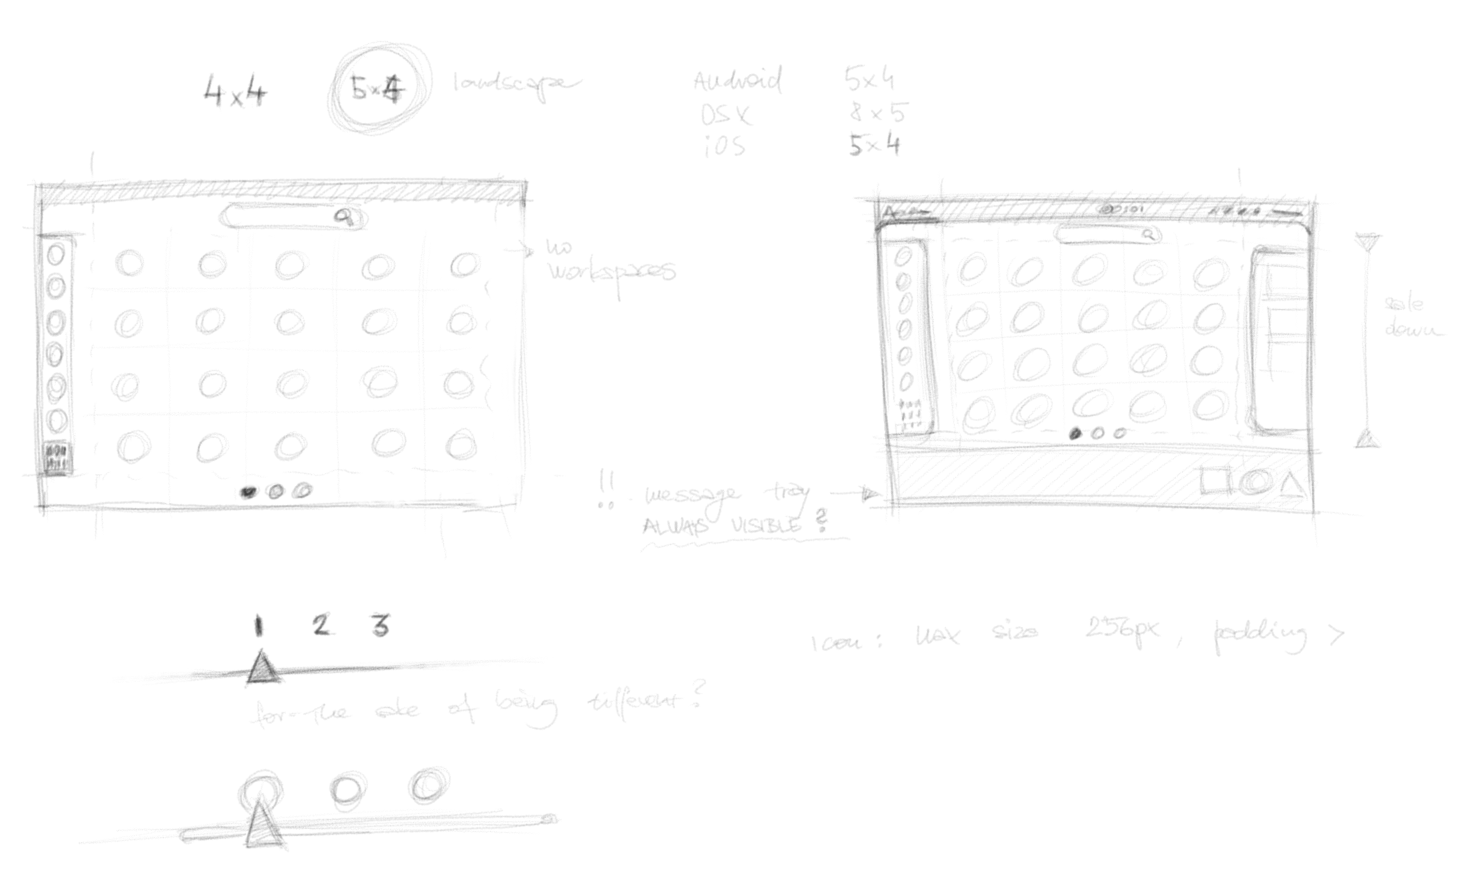 4x4 5x4 landscape
Android 5x4
OSX 8x5
iOS 5x4
no
workspaces
scale
down
!! message tray
ALWAYS VISIBLE ?
1 2 3
for the sake of being different?
Icon: max size 256px, padding >